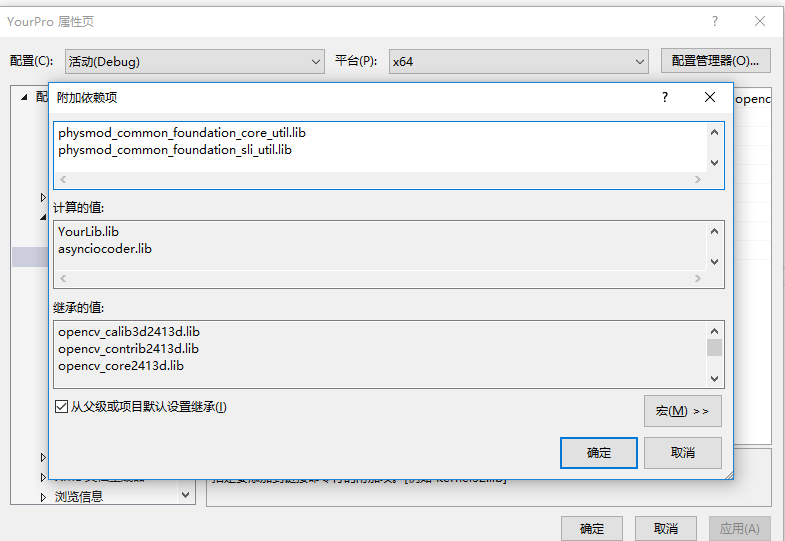 YourPro 属性页
配置(C):
活动(Debug)
平台(P):
x64
配置管理器(O)...
配
openc
附加依赖项
physmod_common_foundation_core_util.lib
physmod_common_foundation_sli_util.lib
计算的值:
YourLib.lib
asynciocoder.lib
继承的值:
opencv_calib3d2413d.lib
opencv_contrib2413d.lib
opencv_core2413d.lib
从父级或项目默认设置继承(I)
宏(M) >>
确定
取消
浏览信息
确定
取消
应用(A)